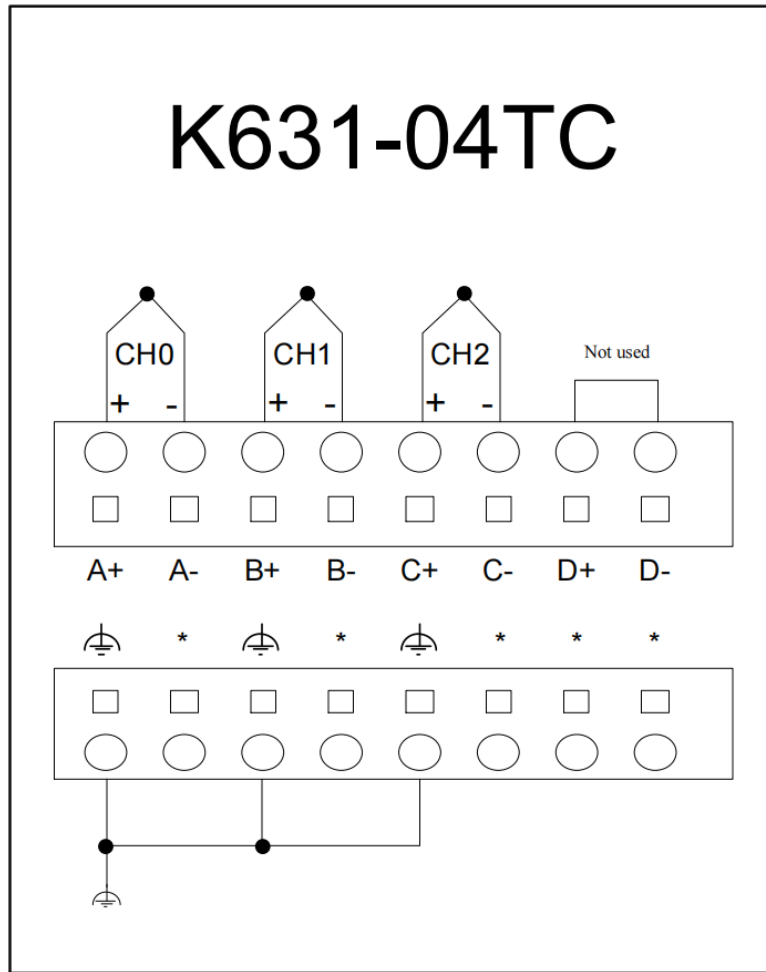 K631-04TC
CH0 CH1 CH2 Not used
+ - + - + -
A+ A- B+ B- C+ C- D+ D-
* * * * *